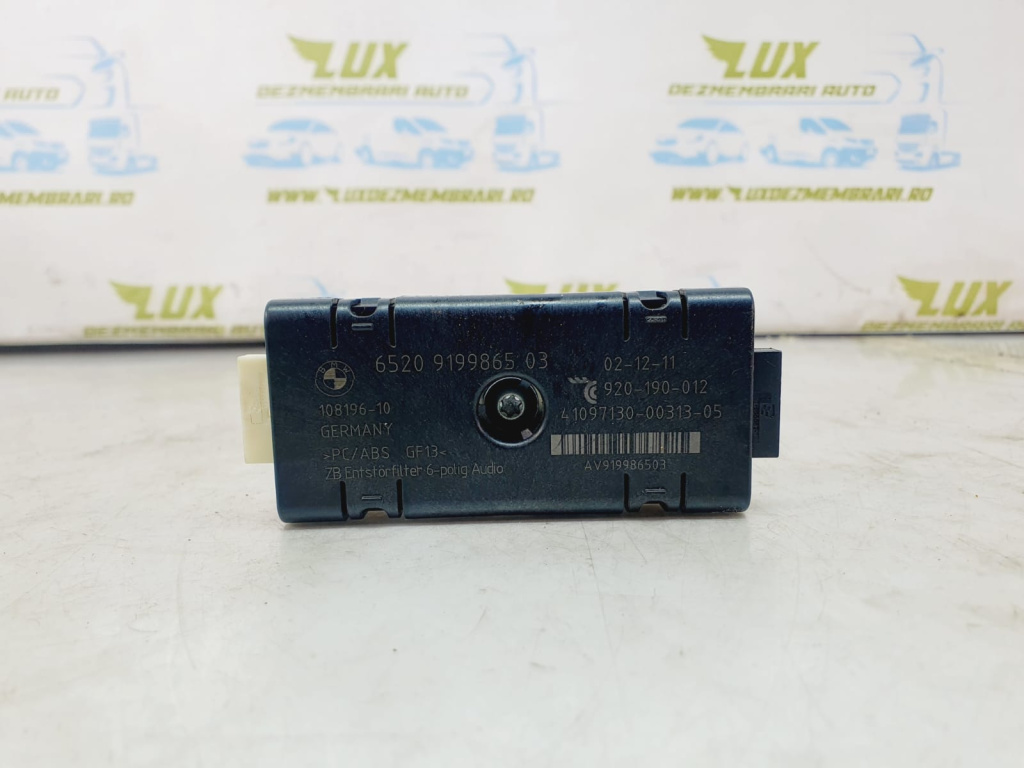 LUX
LUX
DEZMEMBRARI AUTO
DEZMEMBRARI AUTO
AUTO
WWW.LUXDEZMEMBRARI.RO
WWW.LUXDEZMEMBRARI.RO
LUX
LUX
6520 9199865 03
02-12-11
920-190-012
108196-10
41097130-00313-05
GERMANY
>PC/ABS GF13<
ZB Entstörfilter 6-polig Audio
AV919986503